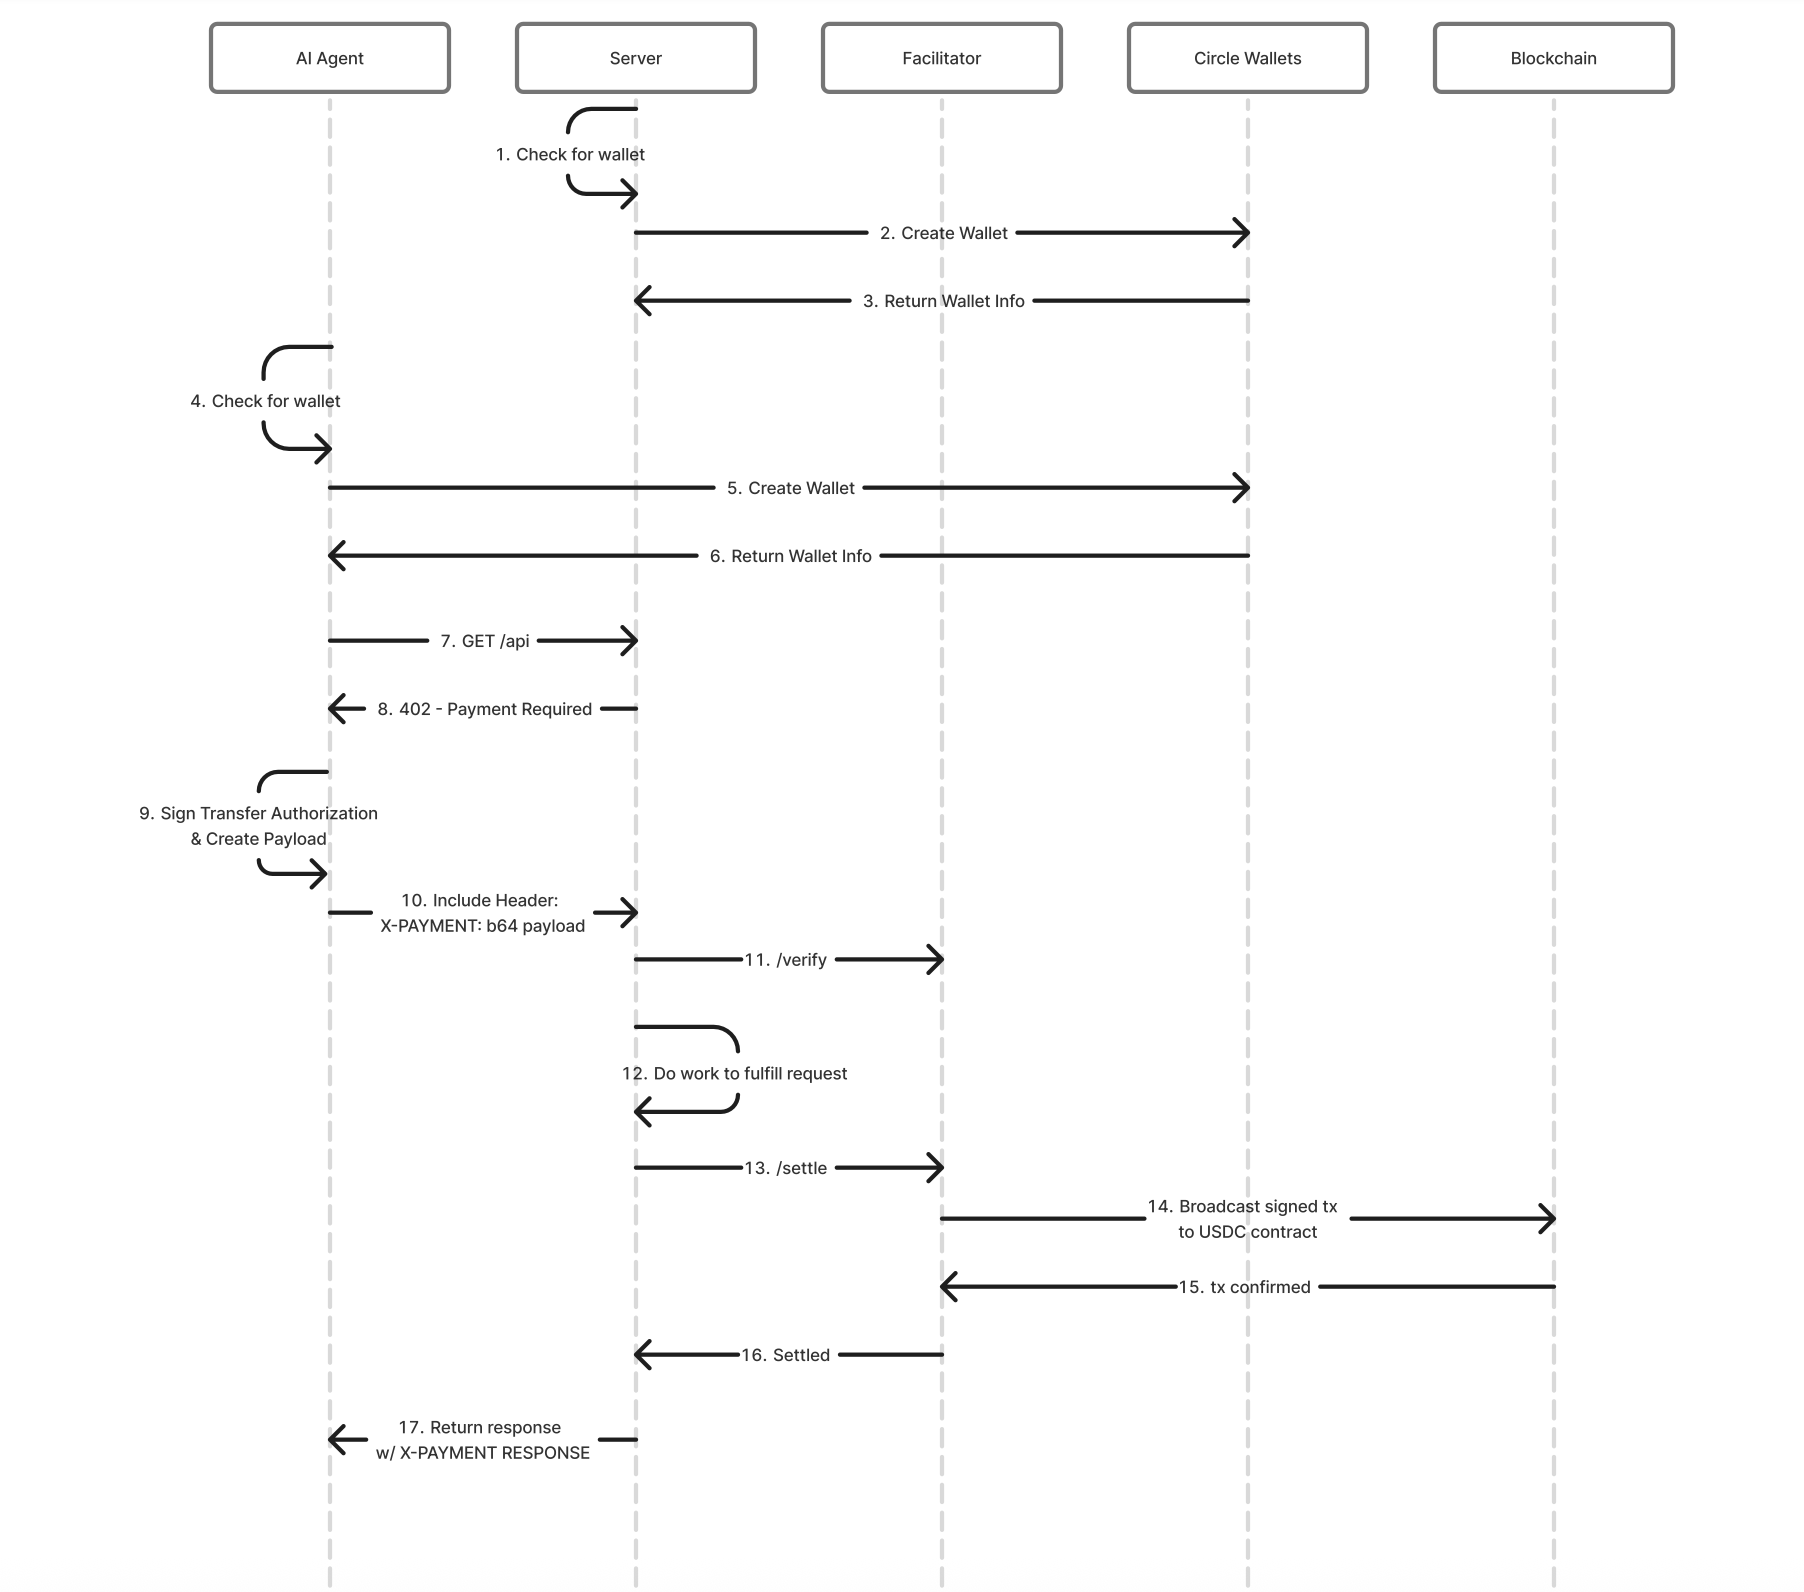 AI Agent
Server
Facilitator
Circle Wallets
Blockchain
1. Check for wallet
2. Create Wallet
3. Return Wallet Info
4. Check for wallet
5. Create Wallet
6. Return Wallet Info
7. GET /api
8. 402 - Payment Required
9. Sign Transfer Authorization
& Create Payload
10. Include Header:
X-PAYMENT: b64 payload
11. /verify
12. Do work to fulfill request
13. /settle
14. Broadcast signed tx
to USDC contract
15. tx confirmed
16. Settled
17. Return response
w/ X-PAYMENT RESPONSE